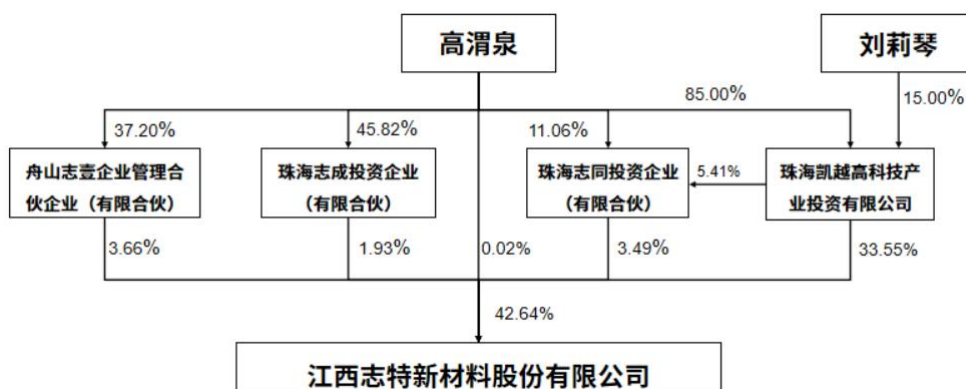 高渭泉
刘莉琴
85.00%
15.00%
37.20%
45.82%
11.06%
舟山志壹企业管理合
伙企业（有限合伙）
珠海志成投资企业
（有限合伙）
珠海志同投资企业
（有限合伙）
5.41%
珠海凯越高科技产
业投资有限公司
3.66%
1.93%
0.02%
3.49%
33.55%
42.64%
江西志特新材料股份有限公司